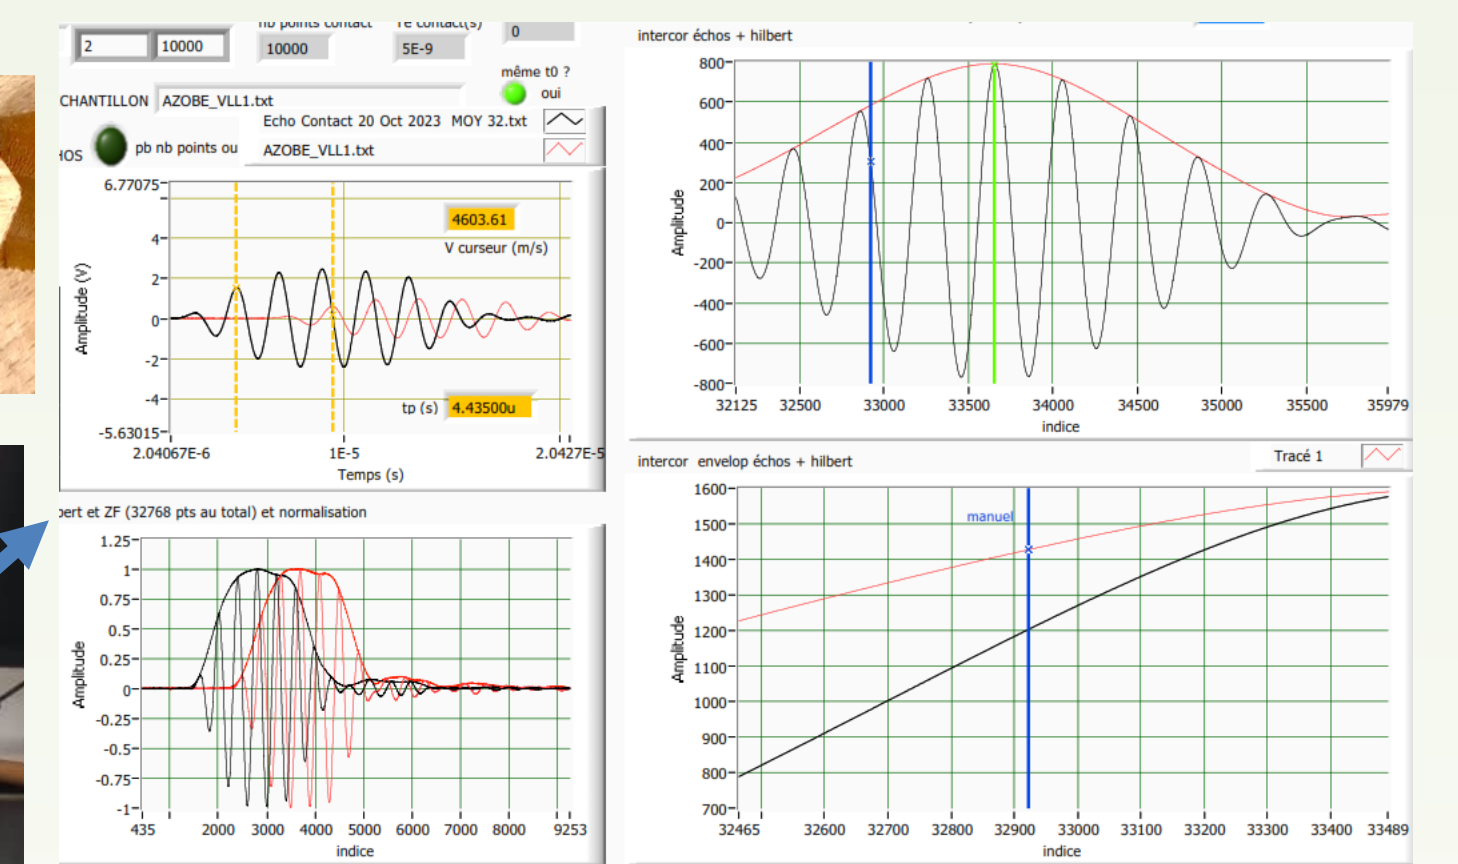 nb points contact
Te contact(s)
2
10000
10000
5E-9
0
même t0 ?
oui
CHANTILLON
AZOBE_VLL1.txt
Echo Contact 20 Oct 2023 MOY 32.txt
HOS
pb nb points ou
AZOBE_VLL1.txt
6.77075
4
2
0
-2
-4
-5.63015
Amplitude (V)
4603.61
V curseur (m/s)
tp (s)
4.43500u
2.04067E-6
1E-5
2.0427E-5
Temps (s)
bert et ZF (32768 pts au total) et normalisation
1.25
1
0.75
0.5
0.25
0
-0.25
-0.5
-0.75
-1
Amplitude
435
2000
3000
4000
5000
6000
7000
8000
9253
indice
intercor échos + hilbert
800
600
400
200
0
-200
-400
-600
-800
Amplitude
32125
32500
33000
33500
34000
34500
35000
35500
35979
indice
intercor envelop échos + hilbert
Tracé 1
manuel
1600
1500
1400
1300
1200
1100
1000
900
800
700
Amplitude
32465
32600
32700
32800
32900
33000
33100
33200
33300
33400
33489
indice